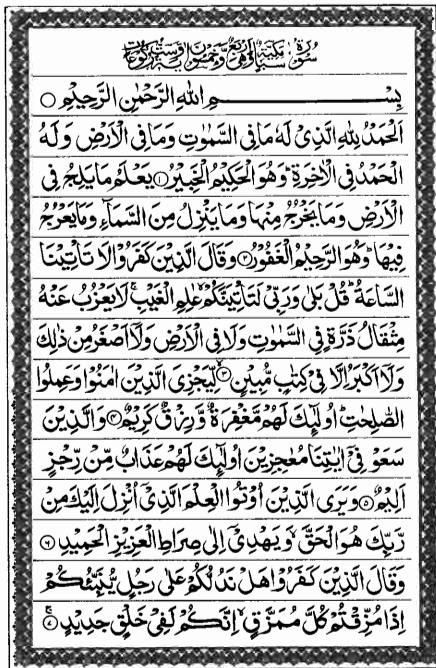 سُوْرَةُ سَبَاٍ مَكِّيَّةٌ وَّهِيَ اَرْبَعٌ وَّخَمْسُوْنَ اٰيَةً وَّسِتُّ رُكُوْعَاتٍ
بِسْمِ اللّٰهِ الرَّحْمٰنِ الرَّحِيْمِ
اَلْحَمْدُ لِلّٰهِ الَّذِيْ لَهٗ مَا فِي السَّمٰوٰتِ وَمَا فِي الْاَرْضِ وَلَهُ
الْحَمْدُ فِي الْاٰخِرَةِ ؕ وَهُوَ الْحَكِيْمُ الْخَبِيْرُ ۝۱ يَعْلَمُ مَا يَلِجُ فِي
الْاَرْضِ وَمَا يَخْرُجُ مِنْهَا وَمَا يَنْزِلُ مِنَ السَّمَآءِ وَمَا يَعْرُجُ
فِيْهَا ؕ وَهُوَ الرَّحِيْمُ الْغَفُوْرُ ۝۲ وَقَالَ الَّذِيْنَ كَفَرُوْا لَا تَاْتِيْنَا
السَّاعَةُ ؕ قُلْ بَلٰى وَرَبِّيْ لَتَاْتِيَنَّكُمْ ۙ عٰلِمِ الْغَيْبِ ۚ لَا يَعْزُبُ عَنْهُ
مِثْقَالُ ذَرَّةٍ فِي السَّمٰوٰتِ وَلَا فِي الْاَرْضِ وَلَاۤ اَصْغَرُ مِنْ ذٰلِكَ
وَلَاۤ اَكْبَرُ اِلَّا فِيْ كِتٰبٍ مُّبِيْنٍ ۝۳ لِّيَجْزِيَ الَّذِيْنَ اٰمَنُوْا وَعَمِلُوا
الصّٰلِحٰتِ ؕ اُولٰٓئِكَ لَهُمْ مَّغْفِرَةٌ وَّرِزْقٌ كَرِيْمٌ ۝۴ وَالَّذِيْنَ
سَعَوْ فِيْۤ اٰيٰتِنَا مُعٰجِزِيْنَ اُولٰٓئِكَ لَهُمْ عَذَابٌ مِّنْ رِّجْزٍ
اَلِيْمٌ ۝۵ وَيَرَى الَّذِيْنَ اُوْتُوا الْعِلْمَ الَّذِيْۤ اُنْزِلَ اِلَيْكَ مِنْ
رَّبِّكَ هُوَ الْحَقَّ ۙ وَيَهْدِيْۤ اِلٰى صِرَاطِ الْعَزِيْزِ الْحَمِيْدِ ۝۶
وَقَالَ الَّذِيْنَ كَفَرُوْا هَلْ نَدُلُّكُمْ عَلٰى رَجُلٍ يُّنَبِّئُكُمْ
اِذَا مُزِّقْتُمْ كُلَّ مُمَزَّقٍ ۙ اِنَّكُمْ لَفِيْ خَلْقٍ جَدِيْدٍ ۝۷